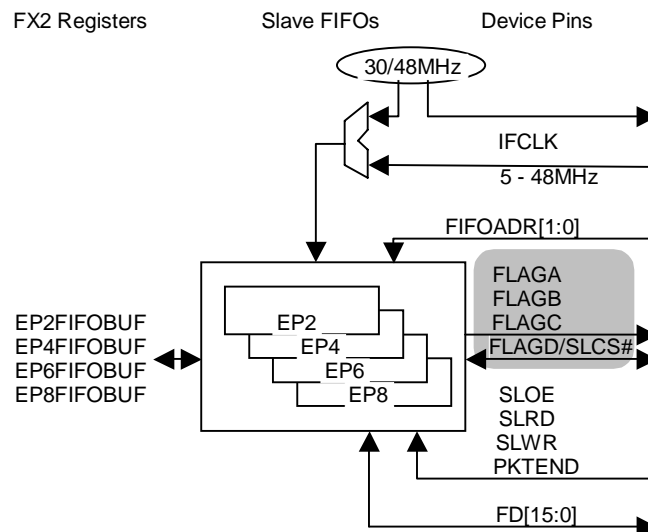 FX2 Registers
Slave FIFOs
Device Pins
30/48MHz
IFCLK
5 - 48MHz
FIFOADR[1:0]
FLAGA
FLAGB
FLAGC
FLAGD/SLCS#
EP2
EP4
EP6
EP8
EP2FIFOBUF
EP4FIFOBUF
EP6FIFOBUF
EP8FIFOBUF
SLOE
SLRD
SLWR
PKTEND
FD[15:0]